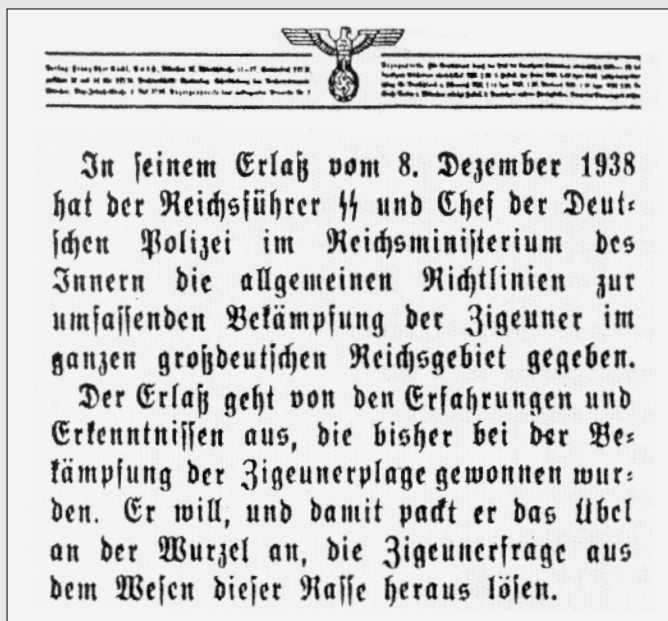 In seinem Erlaß vom 8. Dezember 1938
hat der Reichsführer SS und Chef der Deut-
schen Polizei im Reichsministerium des
Innern die allgemeinen Richtlinien zur
umfassenden Bekämpfung der Zigeuner im
ganzen großdeutschen Reichsgebiet gegeben.
Der Erlaß geht von den Erfahrungen und
Erkenntnissen aus, die bisher bei der Be-
kämpfung der Zigeunerplage gewonnen wur-
den. Er will, und damit packt er das Übel
an der Wurzel an, die Zigeunerfrage aus
dem Wesen dieser Rasse heraus lösen.